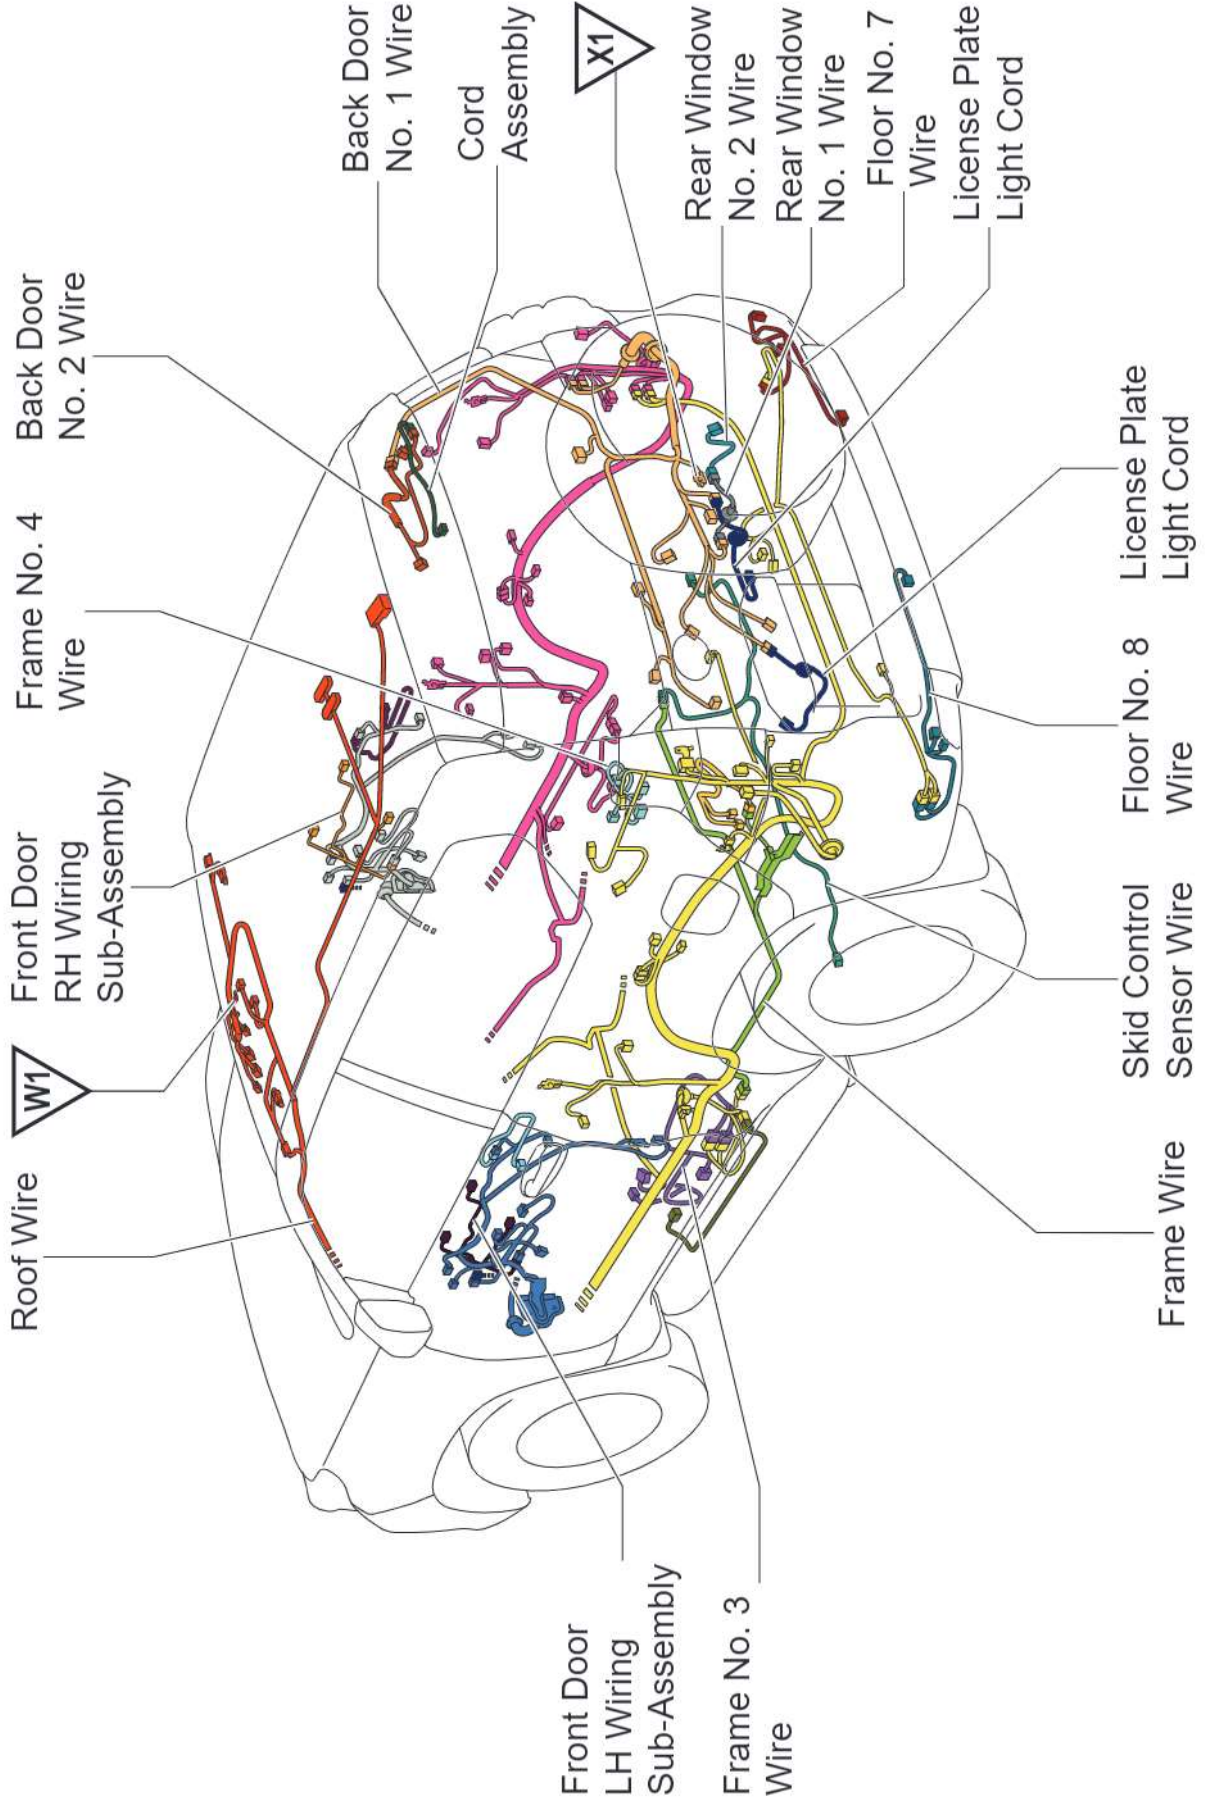 Roof Wire
W1
Front Door
RH Wiring
Sub-Assembly
Frame No. 4
Wire
Back Door
No. 2 Wire
Back Door
No. 1 Wire
Cord
Assembly
X1
Rear Window
No. 2 Wire
Rear Window
No. 1 Wire
Floor No. 7
Wire
License Plate
Light Cord
Front Door
LH Wiring
Sub-Assembly
Frame No. 3
Wire
Frame Wire
Skid Control
Sensor Wire
Floor No. 8
Wire
License Plate
Light Cord